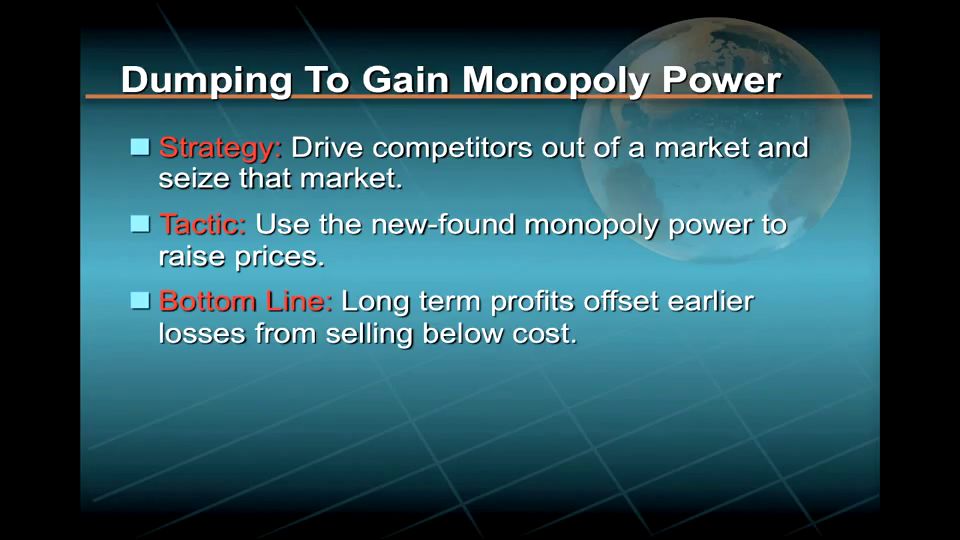 Dumping To Gain Monopoly Power
Strategy: Drive competitors out of a market and
seize that market.
Tactic: Use the new-found monopoly power to
raise prices.
Bottom Line: Long term profits offset earlier
losses from selling below cost.